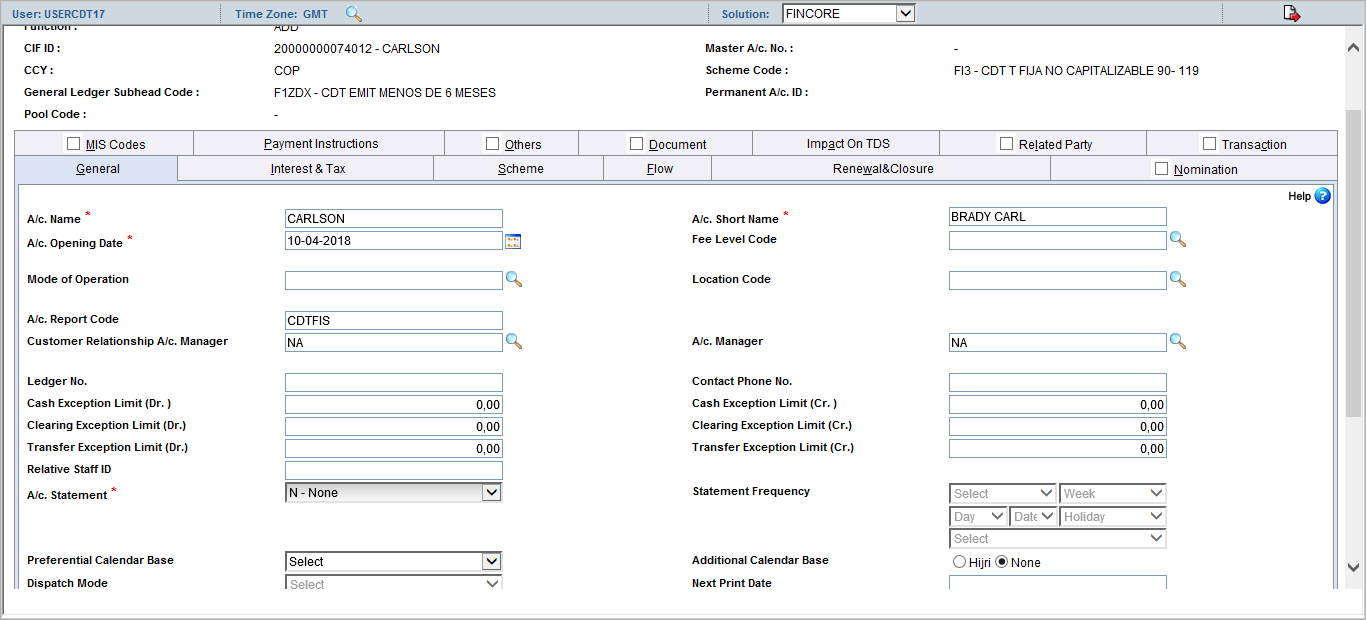 User: USERCDT17 Time Zone: GMT Solution: FINCORE
Function : ADD
CIF ID : 20000000074012 - CARLSON Master A/c. No. : -
CCY : COP Scheme Code : FI3 - CDT T FIJA NO CAPITALIZABLE 90- 119
General Ledger Subhead Code : F1ZDX - CDT EMIT MENOS DE 6 MESES Permanent A/c. ID :
Pool Code : -
MIS Codes Payment Instructions Others Document Impact On TDS Related Party Transaction
General Interest & Tax Scheme Flow Renewal&Closure Nomination
Help ?
A/c. Name * CARLSON A/c. Short Name * BRADY CARL
A/c. Opening Date * 10-04-2018 Fee Level Code
Mode of Operation Location Code
A/c. Report Code CDTFIS
Customer Relationship A/c. Manager NA A/c. Manager NA
Ledger No. Contact Phone No.
Cash Exception Limit (Dr. ) 0,00 Cash Exception Limit (Cr. ) 0,00
Clearing Exception Limit (Dr.) 0,00 Clearing Exception Limit (Cr.) 0,00
Transfer Exception Limit (Dr.) 0,00 Transfer Exception Limit (Cr.) 0,00
Relative Staff ID
A/c. Statement * N - None Statement Frequency Select Week
Day Date Holiday
Select
Preferential Calendar Base Select Additional Calendar Base Hijri None
Dispatch Mode Select Next Print Date